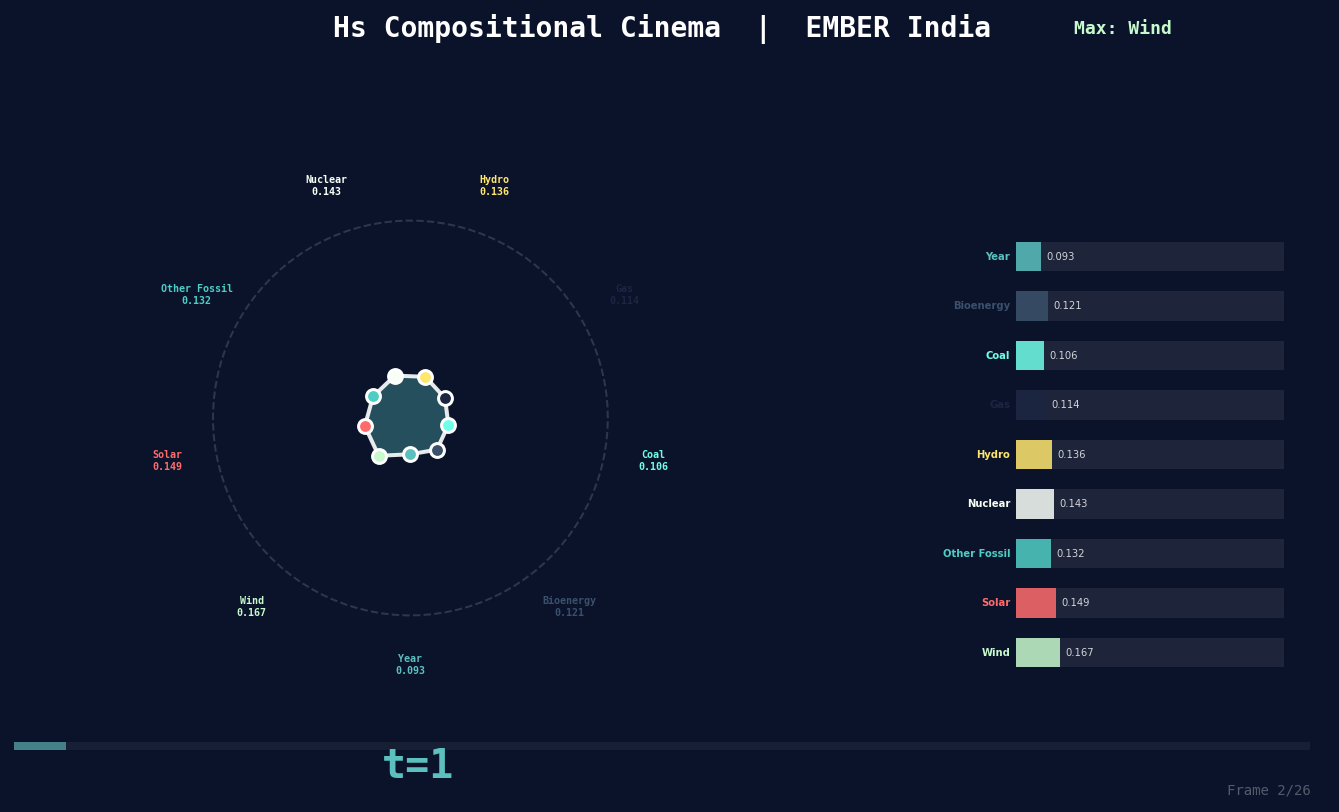 Hs Compositional Cinema | EMBER India
Max: Wind
Nuclear
0.143
Hydro
0.136
Other Fossil
0.132
Gas
0.114
Solar
0.149
Coal
0.106
Wind
0.167
Bioenergy
0.121
Year
0.093
Year 0.093
Bioenergy 0.121
Coal 0.106
Gas 0.114
Hydro 0.136
Nuclear 0.143
Other Fossil 0.132
Solar 0.149
Wind 0.167
t=1
Frame 2/26